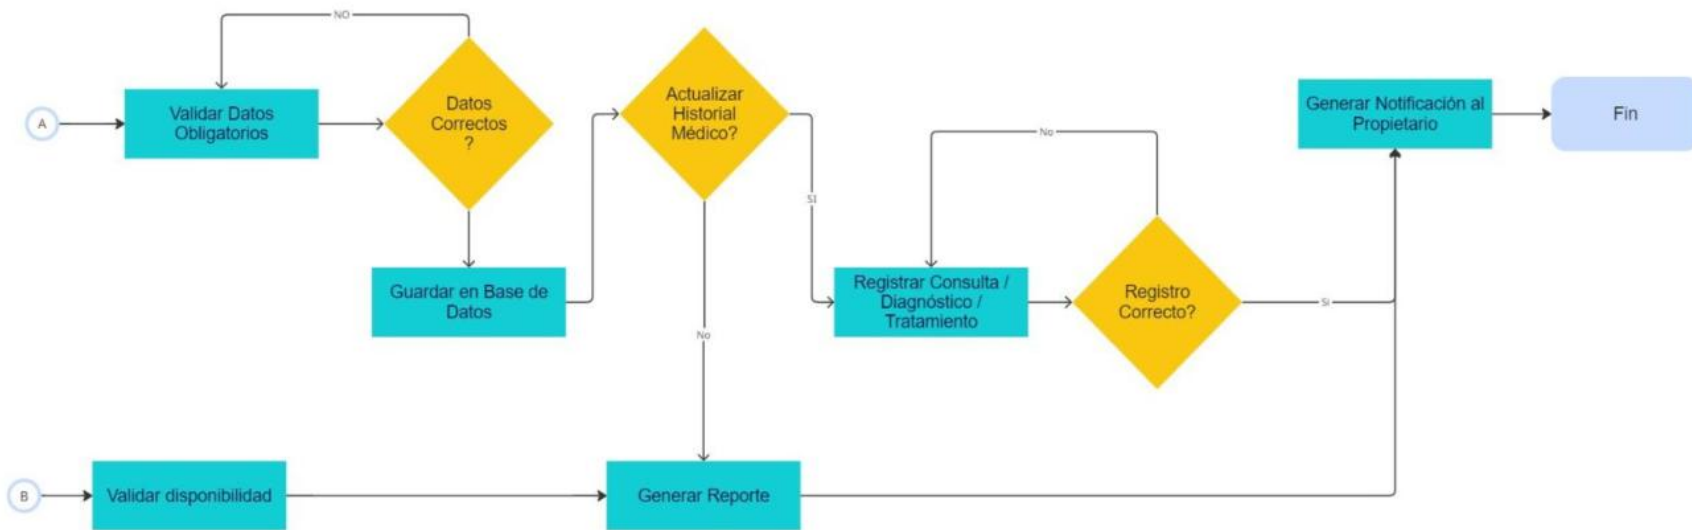 NO
A
Validar Datos
Obligatorios
Datos
Correctos
?
Guardar en Base de
Datos
Actualizar
Historial
Médico?
SI
No
No
Registrar Consulta /
Diagnóstico /
Tratamiento
Registro
Correcto?
Si
Generar Notificación al
Propietario
Fin
B
Validar disponibilidad
Generar Reporte